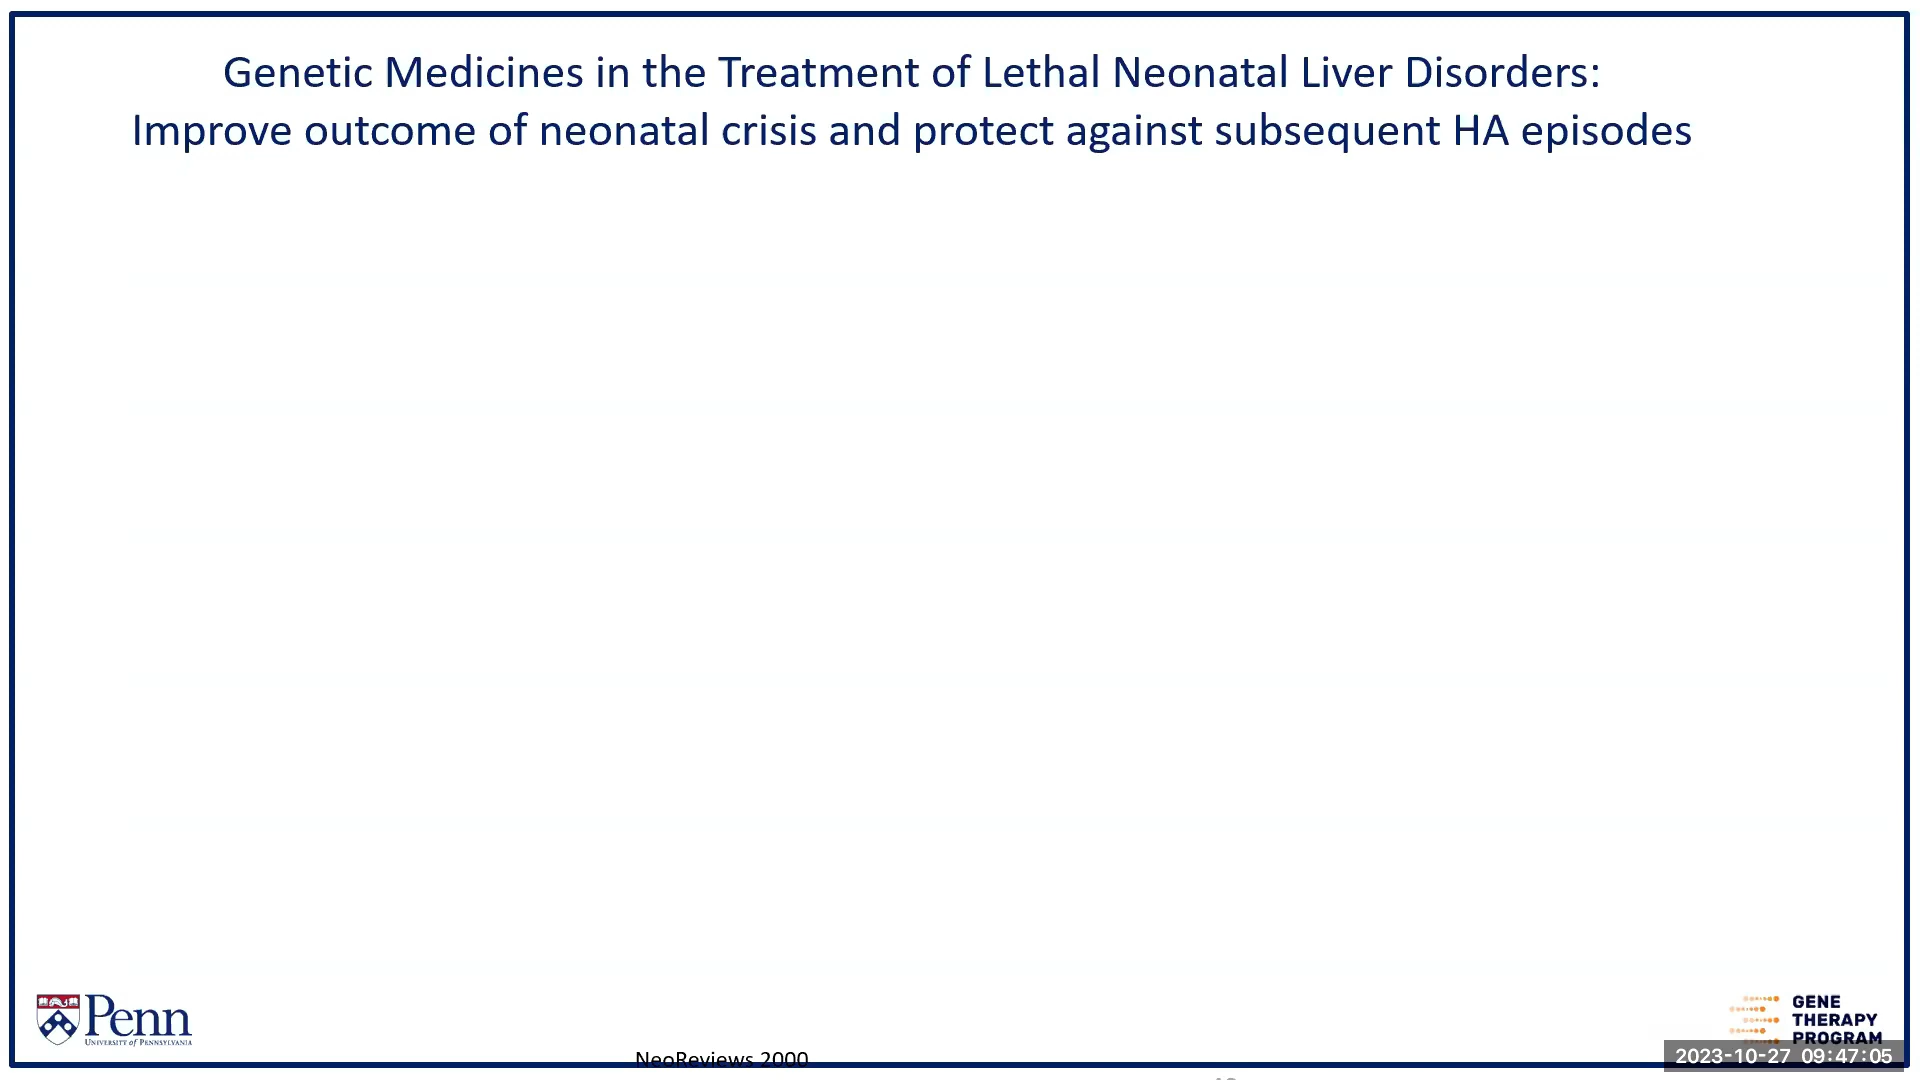 Genetic Medicines in the Treatment of Lethal Neonatal Liver Disorders:
Improve outcome of neonatal crisis and protect against subsequent HA episodes
Penn
UNIVERSITY of PENNSYLVANIA
GENE
THERAPY
PROGRAM
NeoReviews 2000
2023-10-27 09:47:05